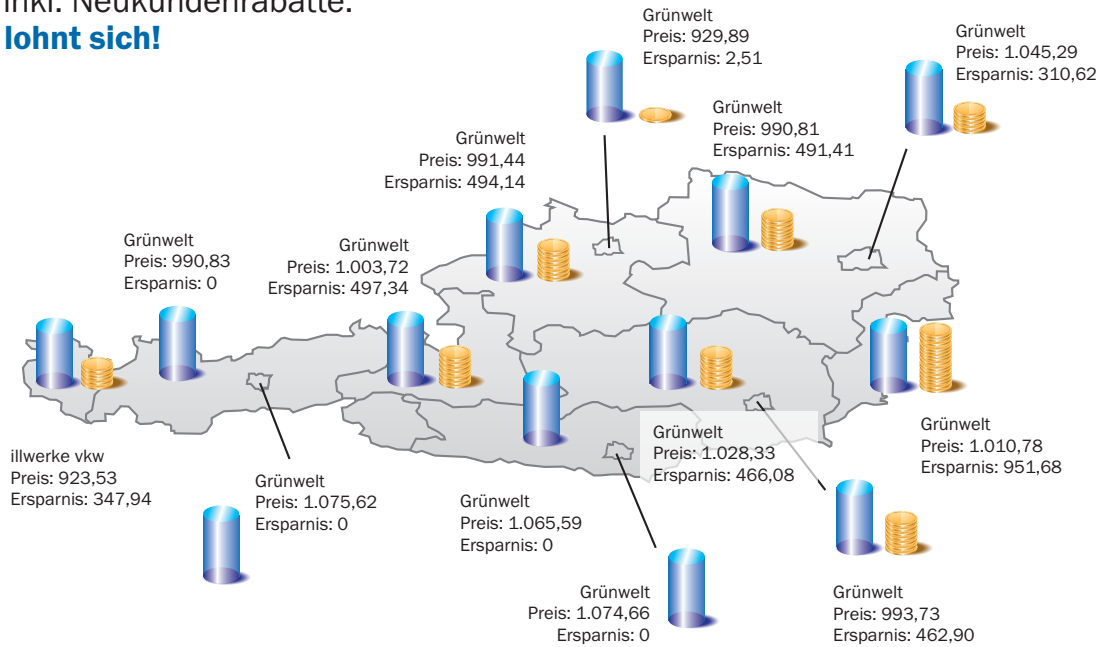 inkl. Neukundenrabatte.
lohnt sich!
Grünwelt
Preis: 929,89
Ersparnis: 2,51
Grünwelt
Preis: 1.045,29
Ersparnis: 310,62
Grünwelt
Preis: 990,81
Ersparnis: 491,41
Grünwelt
Preis: 991,44
Ersparnis: 494,14
Grünwelt
Preis: 990,83
Ersparnis: 0
Grünwelt
Preis: 1.003,72
Ersparnis: 497,34
illwerke vkw
Preis: 923,53
Ersparnis: 347,94
Grünwelt
Preis: 1.075,62
Ersparnis: 0
Grünwelt
Preis: 1.065,59
Ersparnis: 0
Grünwelt
Preis: 1.028,33
Ersparnis: 466,08
Grünwelt
Preis: 1.010,78
Ersparnis: 951,68
Grünwelt
Preis: 1.074,66
Ersparnis: 0
Grünwelt
Preis: 993,73
Ersparnis: 462,90